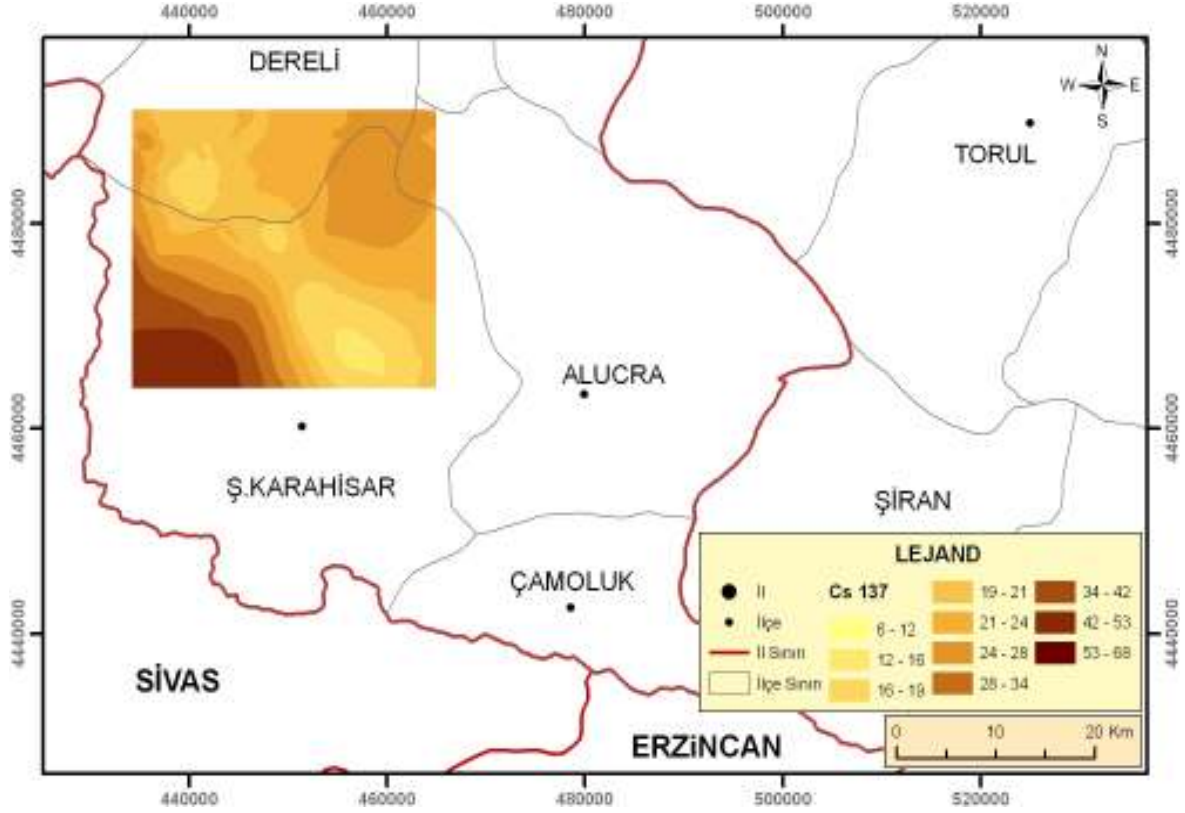 440000 460000 480000 500000 520000
DERELİ
N
W E
S
TORUL
4480000 4480000
ALUCRA
4460000 4460000
Ş.KARAHİSAR
ŞİRAN
LEJAND
İl Cs 137 19 - 21 34 - 42
İlçe 6 - 12 21 - 24 42 - 53
İl Sınırı 12 - 16 24 - 28 53 - 68
İlçe Sınırı 16 - 19 28 - 34
ÇAMOLUK
4440000 4440000
SİVAS
ERZİNCAN
0 10 20 Km
440000 460000 480000 500000 520000